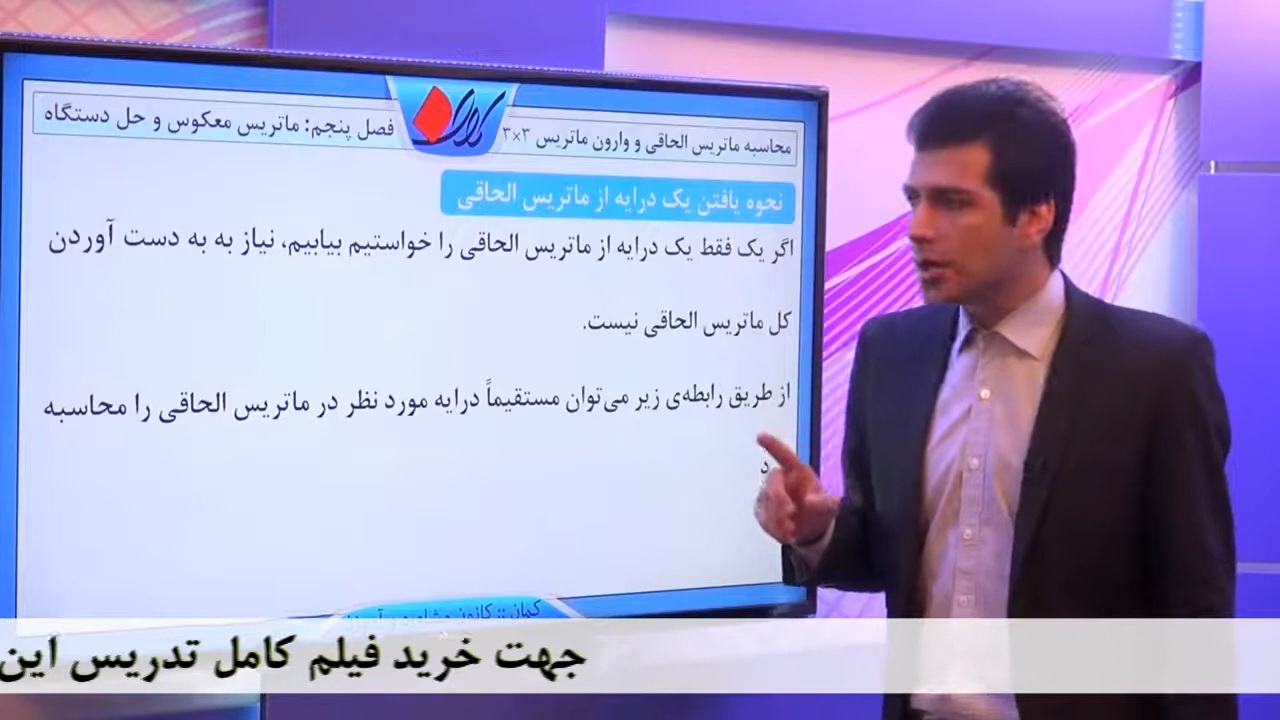 محاسبه ماتریس الحاقی و وارون ماتریس ۳×۳
فصل پنجم: ماتریس معکوس و حل دستگاه
نحوه یافتن یک درایه از ماتریس الحاقی
اگر یک فقط یک درایه از ماتریس الحاقی را خواستیم بیابیم، نیاز به به دست آوردن
کل ماتریس الحاقی نیست.
از طریق رابطه‌ی زیر می‌توان مستقیماً درایه مورد نظر در ماتریس الحاقی را محاسبه
جهت خرید فیلم کامل تدریس این